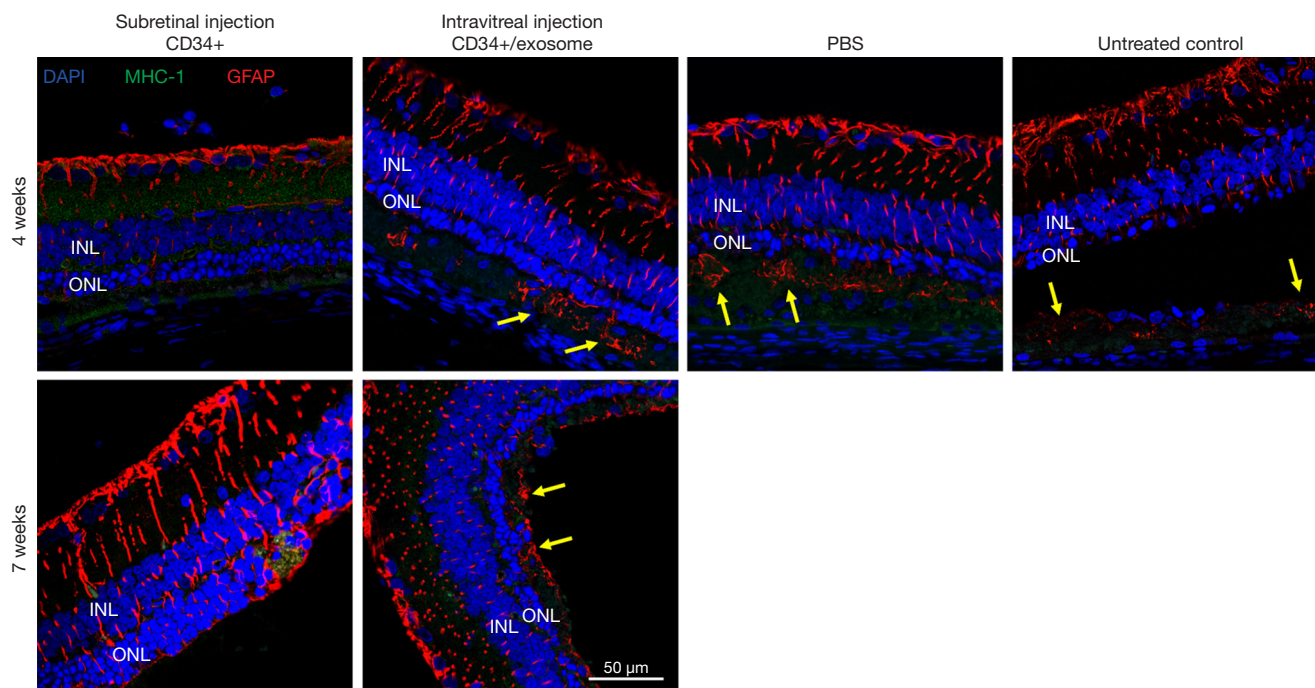 Subretinal injection
CD34+
Intravitreal injection
CD34+/exosome
PBS
Untreated control
4 weeks
DAPI MHC-1 GFAP
INL
ONL
INL
ONL
INL
ONL
INL
ONL
7 weeks
INL
ONL
INL
ONL
50 µm